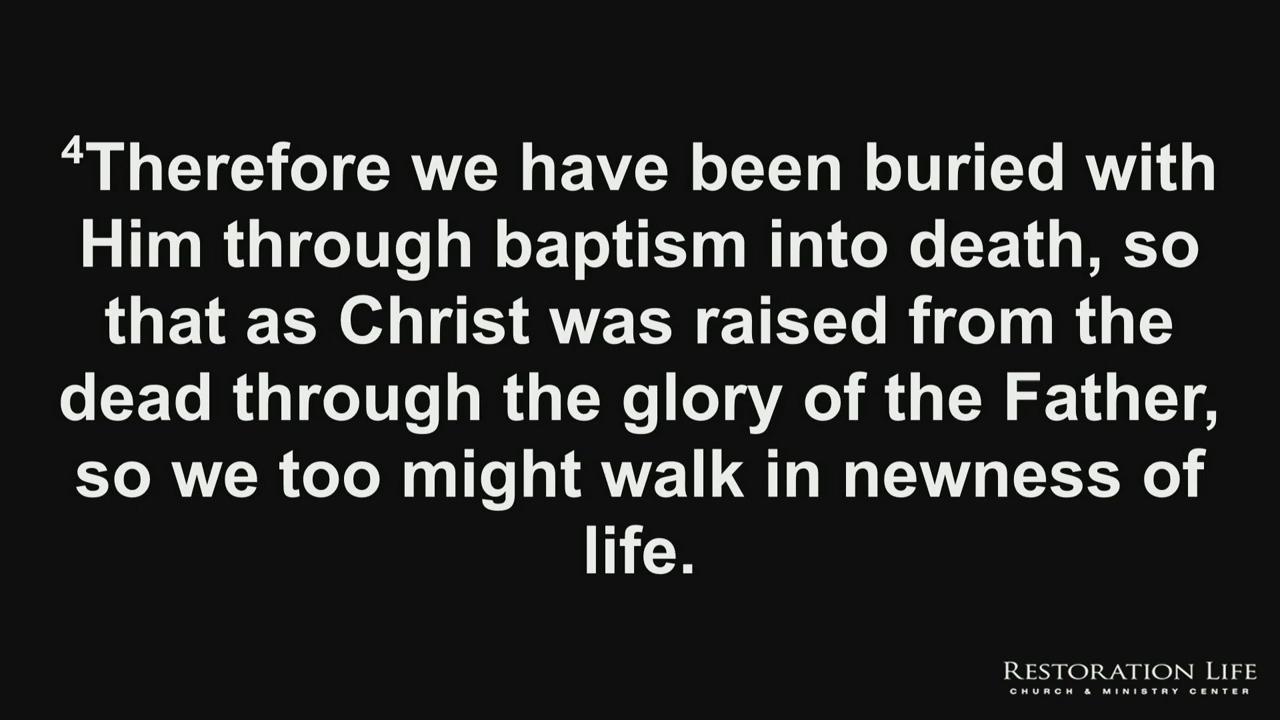 ⁴Therefore we have been buried with
Him through baptism into death, so
that as Christ was raised from the
dead through the glory of the Father,
so we too might walk in newness of
life.
RESTORATION LIFE
CHURCH & MINISTRY CENTER